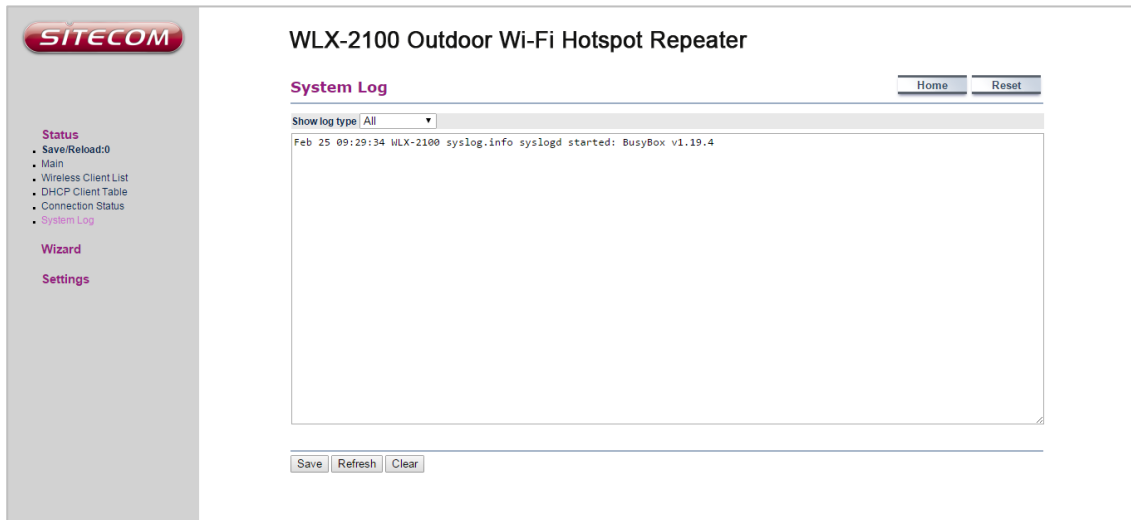 SITECOM
WLX-2100 Outdoor Wi-Fi Hotspot Repeater
System Log
Home
Reset
Status
Save/Reload:0
Main
Wireless Client List
DHCP Client Table
Connection Status
System Log
Wizard
Settings
Show log type All
Feb 25 09:29:34 WLX-2100 syslog.info syslogd started: BusyBox v1.19.4
Save Refresh Clear